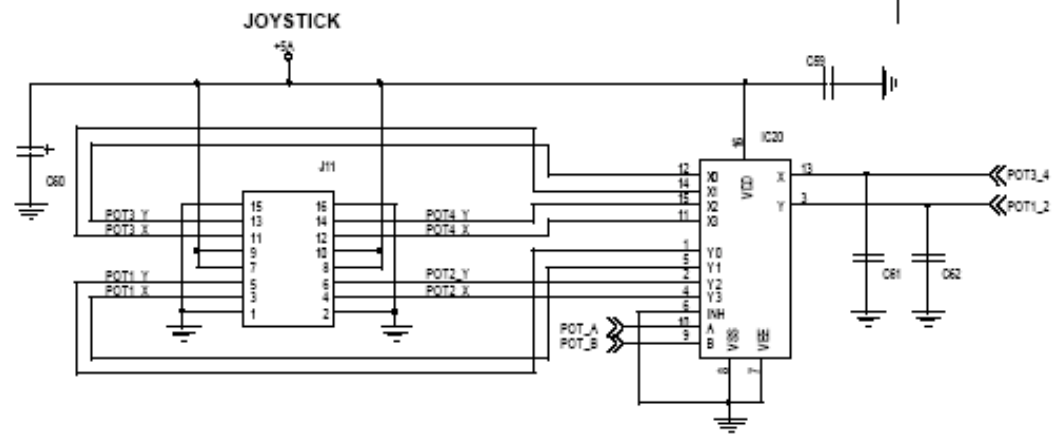 JOYSTICK
+5A
C59
IC20
16
VDD
C60
J11
12 X0 X 13 POT3_4
14 X1
15 X2 Y 3 POT1_2
11 X3
15 16
POT3_Y 13 14 POT4_Y
POT3_X 11 12 POT4_X
9 10
7 8
POT1_Y 5 6 POT2_Y
POT1_X 3 4 POT2_X
1 2
1 Y0
5 Y1
2 Y2
4 Y3
6 INH
POT_A 10 A
POT_B 9 B
VSS VEE
8 7
C61 C62